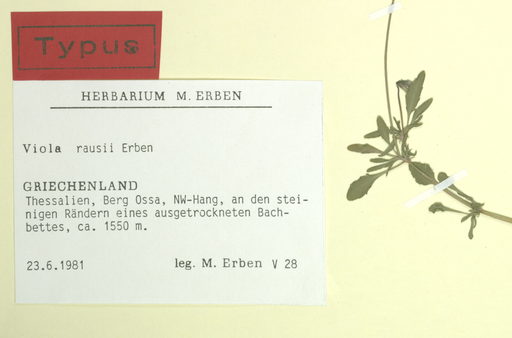 Typus
HERBARIUM M. ERBEN
Viola rausii Erben
GRIECHENLAND
Thessalien, Berg Ossa, NW-Hang, an den stei-
nigen Rändern eines ausgetrockneten Bach-
bettes, ca. 1550 m.
23.6.1981 leg. M. Erben V 28